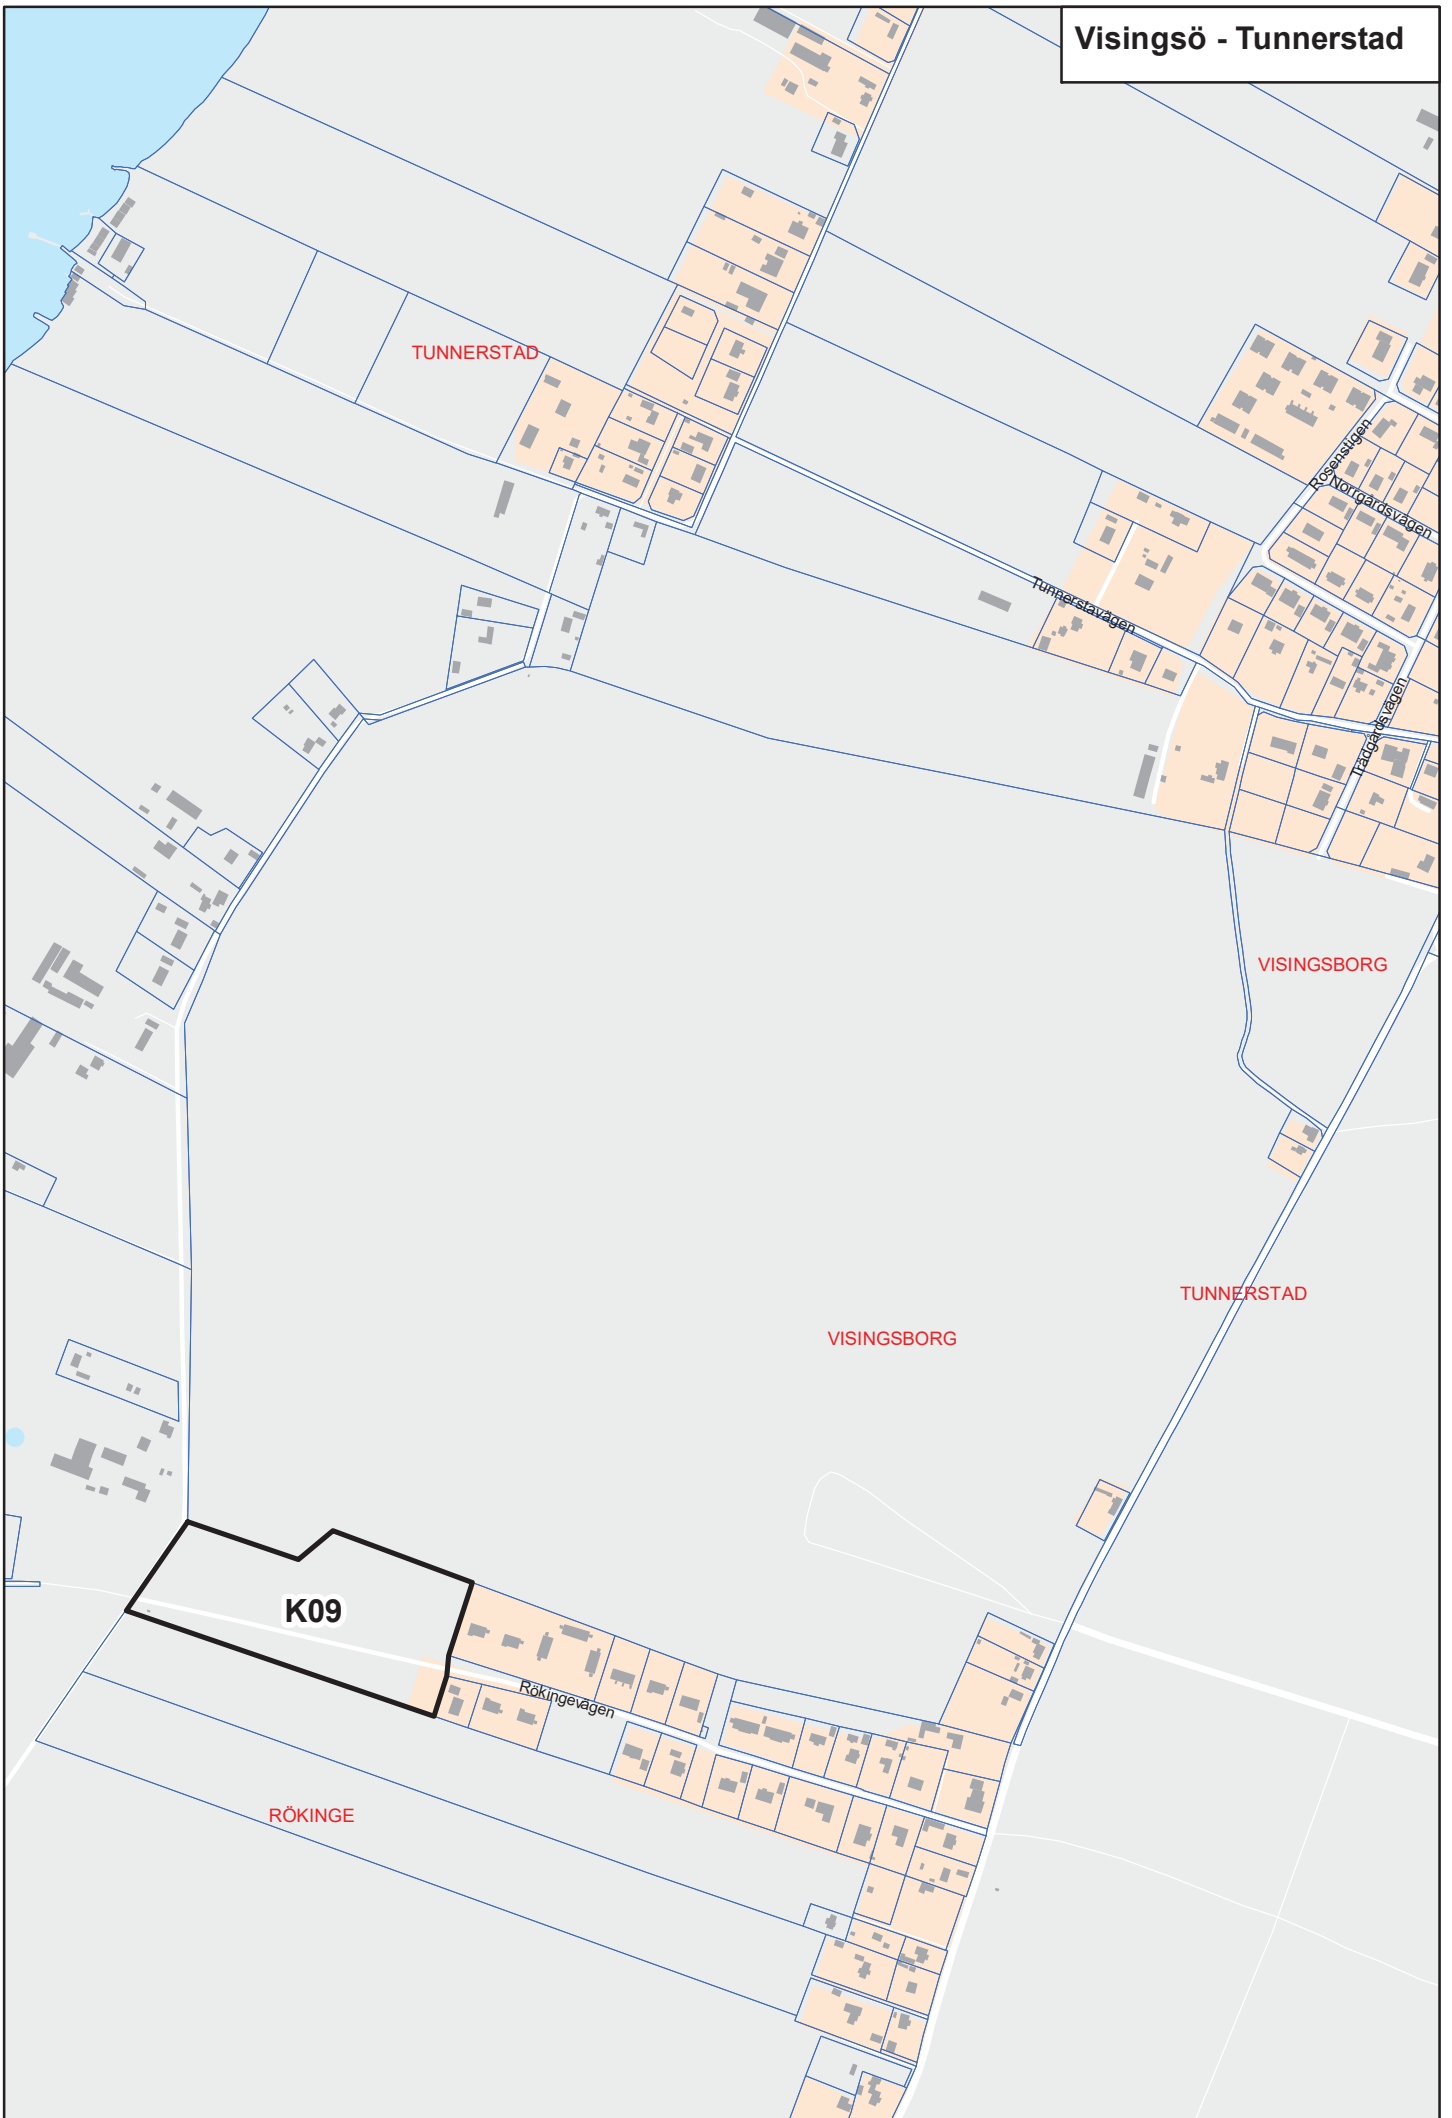 Visingsö - Tunnerstad
TUNNERSTAD
Rosenstigen
Norrgårdsvägen
Tunnerstavägen
Trädgårdsvägen
VISINGSBORG
TUNNERSTAD
VISINGSBORG
K09
Rökingevägen
RÖKINGE